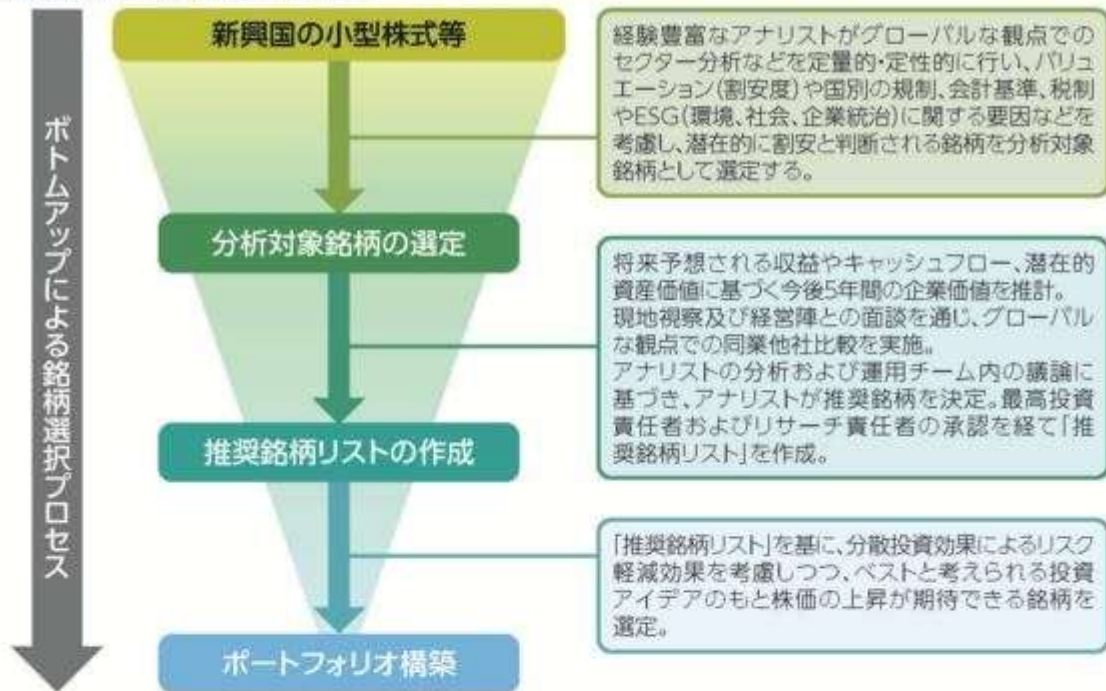 ボトムアップによる銘柄選択プロセス
新興国の小型株式等
経験豊富なアナリストがグローバルな観点での
セクター分析などを定量的・定性的に行い、バリュ
エーション(割安度)や国別の規制、会計基準、税制
やESG(環境、社会、企業統治)に関する要因などを
考慮し、潜在的に割安と判断される銘柄を分析対象
銘柄として選定する。
分析対象銘柄の選定
将来予想される収益やキャッシュフロー、潜在的
資産価値に基づく今後5年間の企業価値を推計。
現地視察及び経営陣との面談を通じ、グローバル
な観点での同業他社比較を実施。
アナリストの分析および運用チーム内の議論に
基づき、アナリストが推奨銘柄を決定。最高投資
責任者およびリサーチ責任者の承認を経て「推
奨銘柄リスト」を作成。
推奨銘柄リストの作成
「推奨銘柄リスト」を基に、分散投資効果によるリスク
軽減効果を考慮しつつ、ベストと考えられる投資
アイデアのもと株価の上昇が期待できる銘柄を
選定。
ポートフォリオ構築